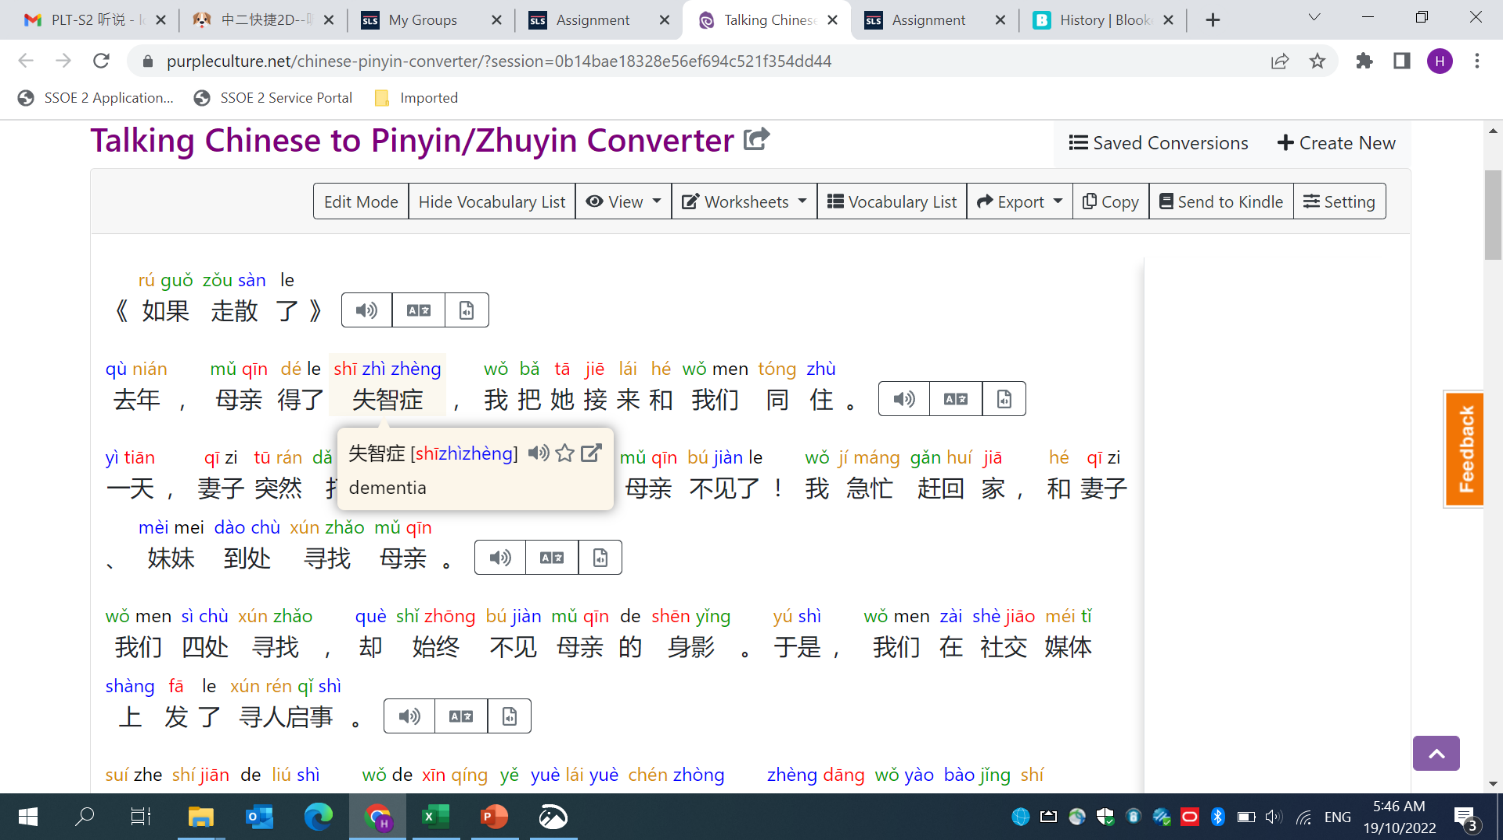 PLT-S2 听说 - Ic
中二快捷2D--听
My Groups
Assignment
Talking Chinese
Assignment
History | Blooke
purpleculture.net/chinese-pinyin-converter/?session=0b14bae18328e56ef694c521f354dd44
H
SSOE 2 Application...
SSOE 2 Service Portal
Imported
Talking Chinese to Pinyin/Zhuyin Converter
Saved Conversions
Create New
Edit Mode
Hide Vocabulary List
View
Worksheets
Vocabulary List
Export
Copy
Send to Kindle
Setting
rú guǒ zǒu sàn le
《 如果 走散 了 》
qù nián mǔ qīn dé le shī zhì zhèng wǒ bǎ tā jiē lái hé wǒ men tóng zhù
去年 , 母亲 得了 失智症 , 我 把 她 接 来 和 我们 同 住 。
失智症 [shīzhìzhèng]
dementia
yì tiān qī zi tū rán dǎ mǔ qīn bú jiàn le wǒ jí máng gǎn huí jiā hé qī zi
一天 , 妻子 突然 母亲 不见了 ! 我 急忙 赶回 家 , 和 妻子
mèi mei dào chù xún zhǎo mǔ qīn
、 妹妹 到处 寻找 母亲 。
wǒ men sì chù xún zhǎo què shǐ zhōng bú jiàn mǔ qīn de shēn yǐng yú shì wǒ men zài shè jiāo méi tǐ
我们 四处 寻找 , 却 始终 不见 母亲 的 身影 。 于是 , 我们 在 社交 媒体
shàng fā le xún rén qǐ shì
上 发 了 寻人启事 。
suí zhe shí jiān de liú shì wǒ de xīn qíng yě yuè lái yuè chén zhòng zhèng dāng wǒ yào bào jǐng shí
Feedback
ENG
5:46 AM
19/10/2022
3